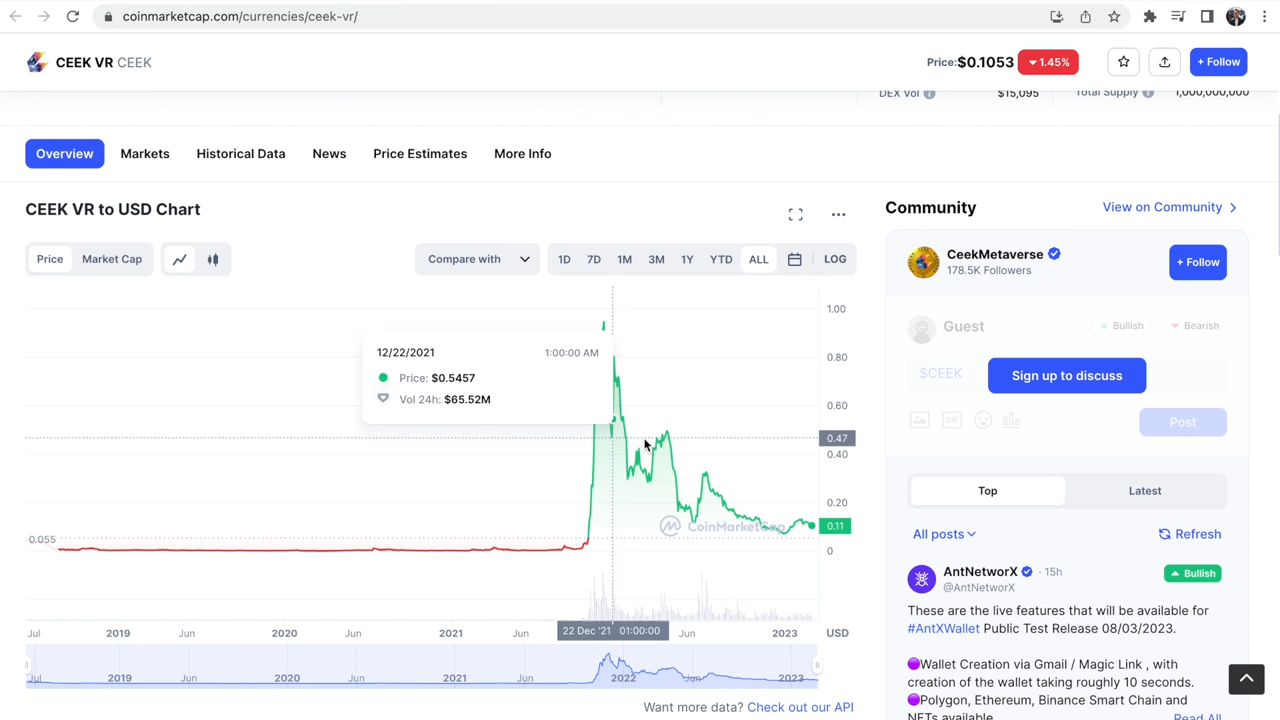 coinmarketcap.com/currencies/ceek-vr/
CEEK VR CEEK
Price:$0.1053 1.45%
+ Follow
DEX Vol $15,095
Total Supply 1,000,000,000
Overview Markets Historical Data News Price Estimates More Info
CEEK VR to USD Chart
Price Market Cap
Compare with
1D 7D 1M 3M 1Y YTD ALL LOG
1.00
0.80
0.60
0.47
0.40
0.20
0.11
0
12/22/2021 1:00:00 AM
Price: $0.5457
Vol 24h: $65.52M
0.055
CoinMarketCap
Jul 2019 Jun 2020 Jun 2021 Jun 22 Dec '21 01:00:00 Jun 2023 USD
Jul 2019 Jun 2020 Jun 2021 Jun 2022 Jun 2023
Want more data? Check out our API
Community
View on Community
CeekMetaverse
178.5K Followers
+ Follow
Guest
Bullish Bearish
$CEEK
Sign up to discuss
GIF
Post
Top Latest
All posts Refresh
AntNetworX · 15h
@AntNetworX
Bullish
These are the live features that will be available for
#AntXWallet Public Test Release 08/03/2023.
🟣Wallet Creation via Gmail / Magic Link , with
creation of the wallet taking roughly 10 seconds.
🟣Polygon, Ethereum, Binance Smart Chain and
NFTs available
Read All